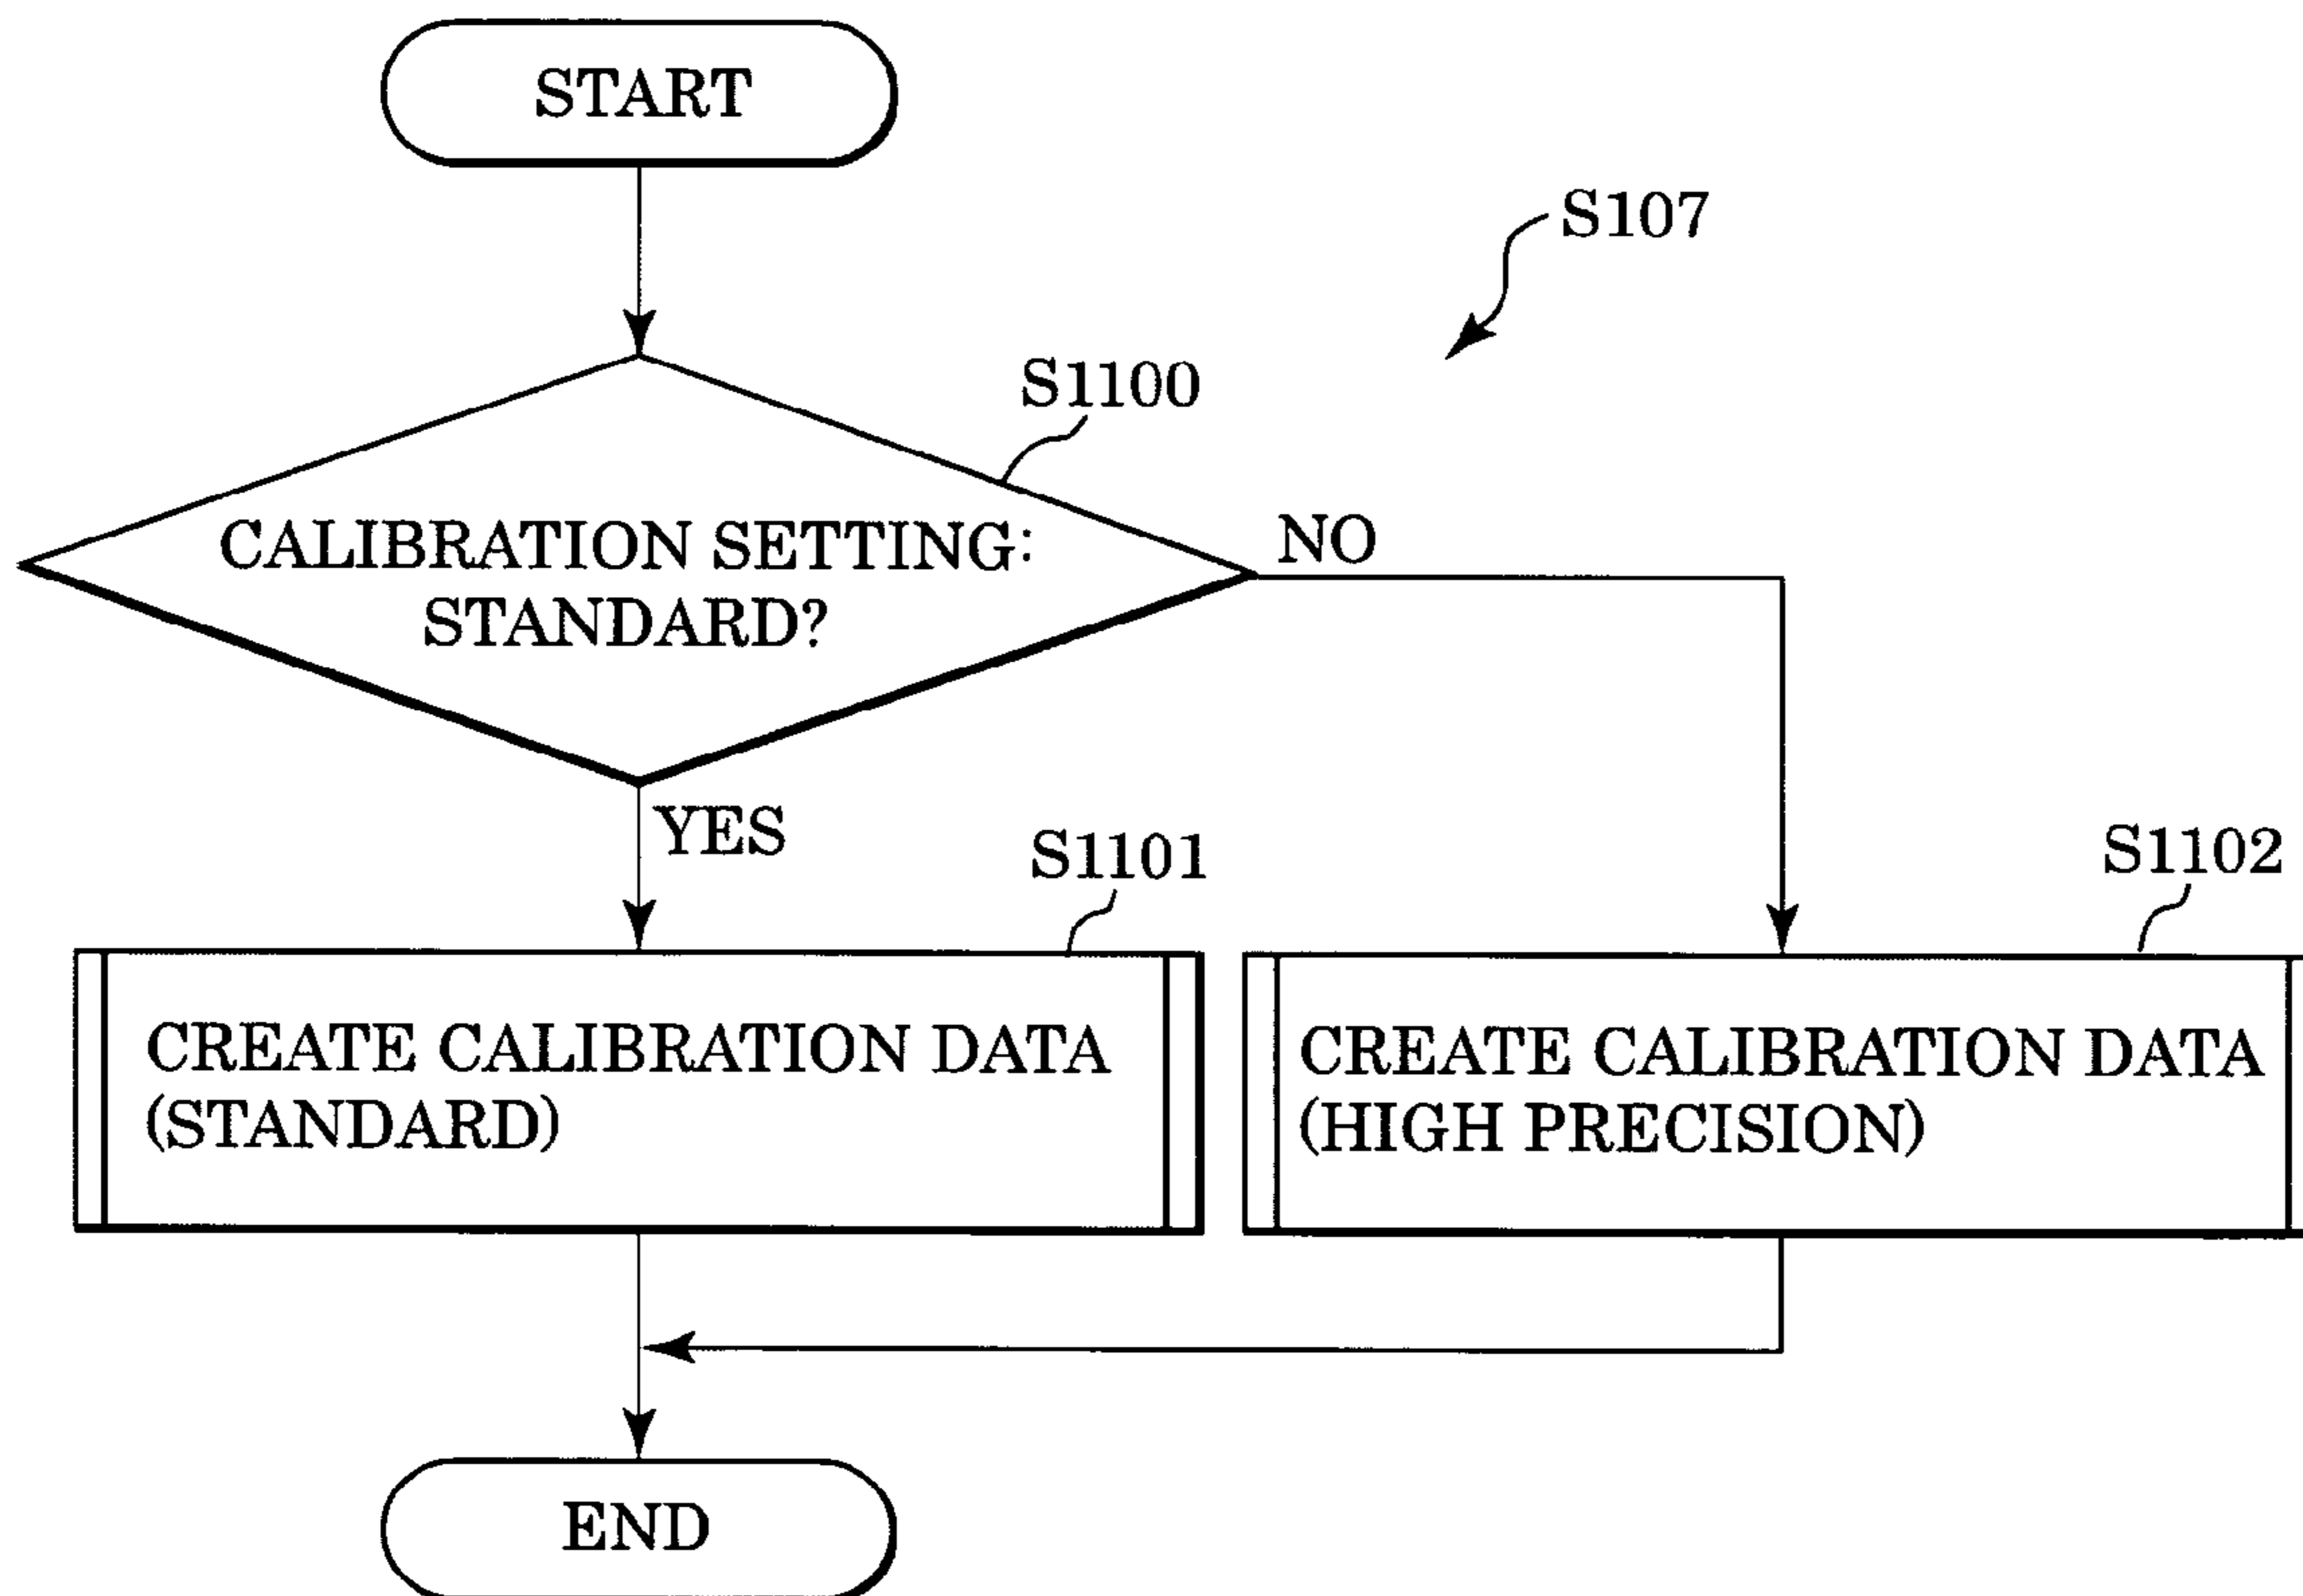 START
S107
S1100
CALIBRATION SETTING:
STANDARD?
NO
YES
S1101
S1102
CREATE CALIBRATION DATA
(STANDARD)
CREATE CALIBRATION DATA
(HIGH PRECISION)
END